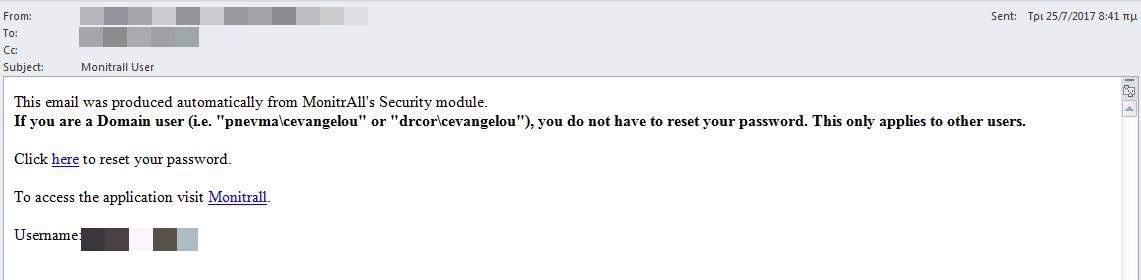 From:
Sent: Τρι 25/7/2017 8:41 πμ
To:
Cc:
Subject: Monitrall User
This email was produced automatically from MonitrAll's Security module.
If you are a Domain user (i.e. "pnevma\cevangelou" or "drcor\cevangelou"), you do not have to reset your password. This only applies to other users.
Click here to reset your password.
To access the application visit Monitrall.
Username: